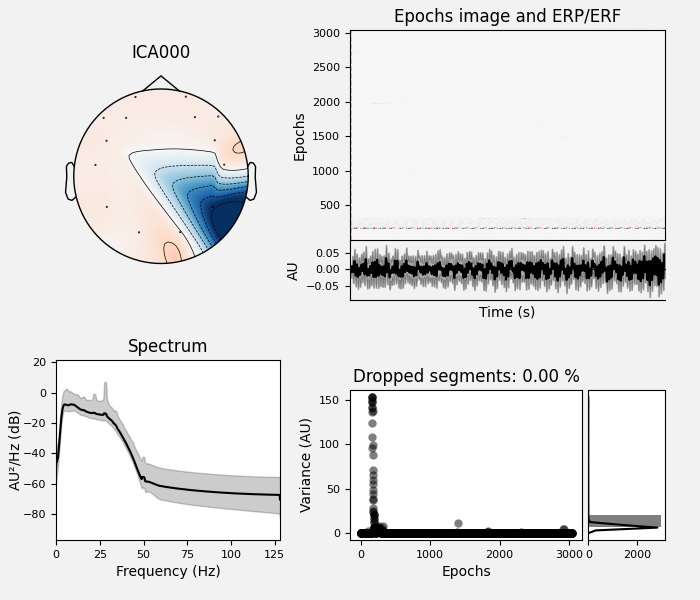 ICA000
Epochs image and ERP/ERF
3000
2500
2000
1500
1000
500
Epochs
0.05
0.00
−0.05
AU
Time (s)
Spectrum
20
0
−20
−40
−60
−80
AU²/Hz (dB)
0 25 50 75 100 125
Frequency (Hz)
Dropped segments: 0.00 %
150
100
50
0
Variance (AU)
0 1000 2000 3000
Epochs
0 2000